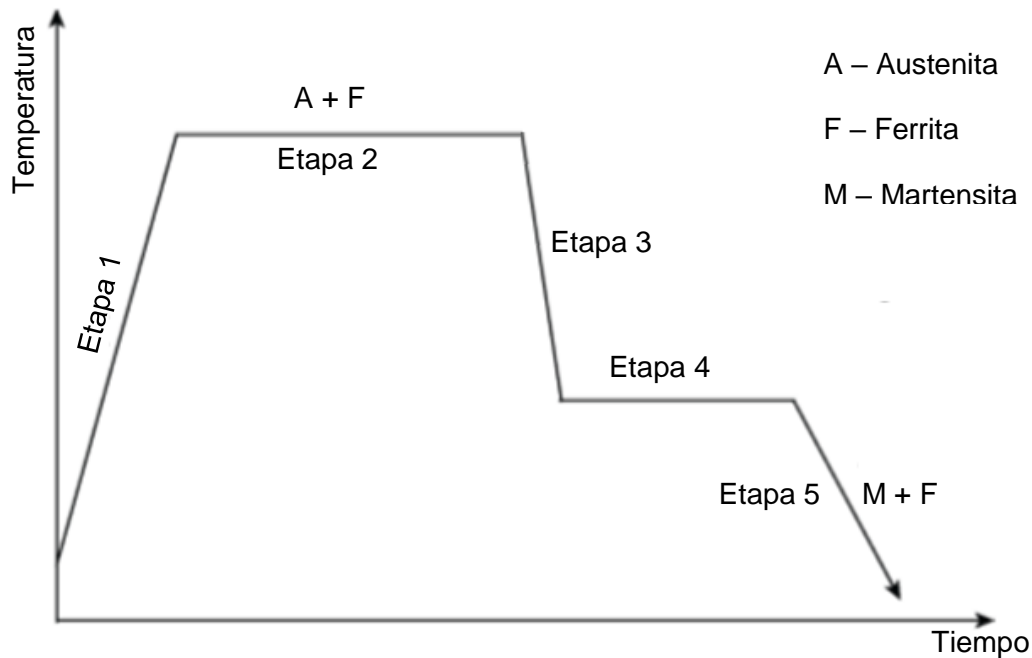 Temperatura
A + F
Etapa 2
Etapa 1
Etapa 3
Etapa 4
Etapa 5
M + F
Tiempo
A – Austenita
F – Ferrita
M – Martensita